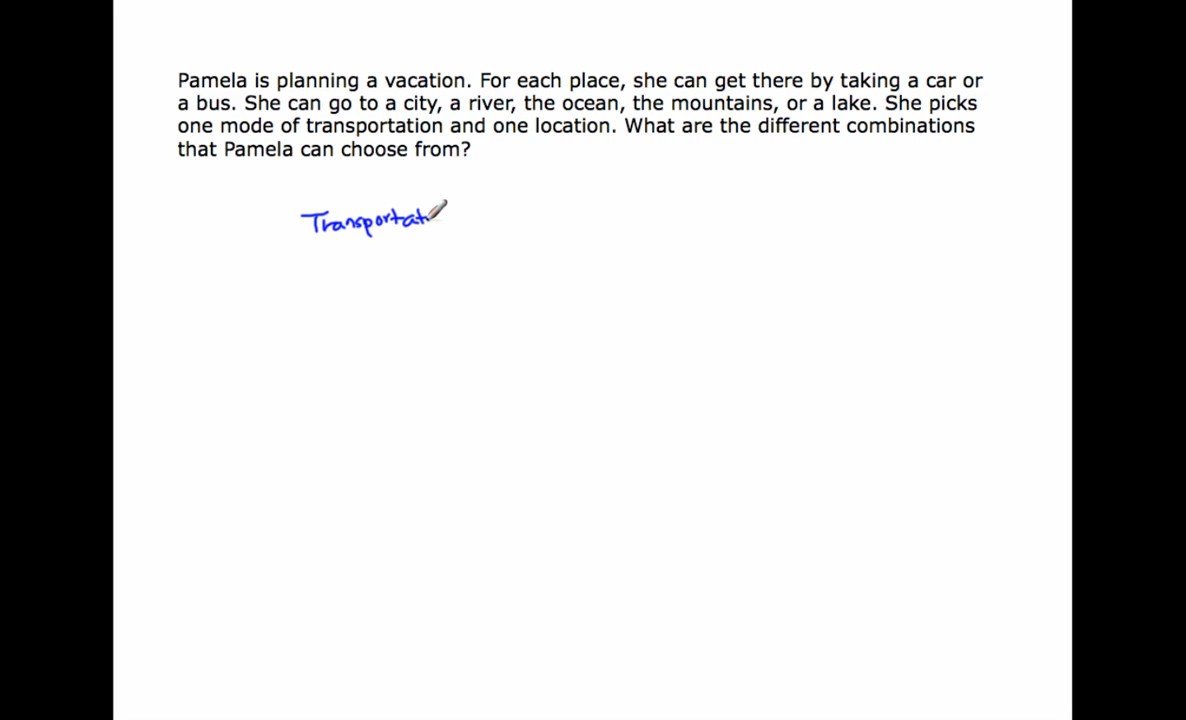 Pamela is planning a vacation. For each place, she can get there by taking a car or
a bus. She can go to a city, a river, the ocean, the mountains, or a lake. She picks
one mode of transportation and one location. What are the different combinations
that Pamela can choose from?
Transportati